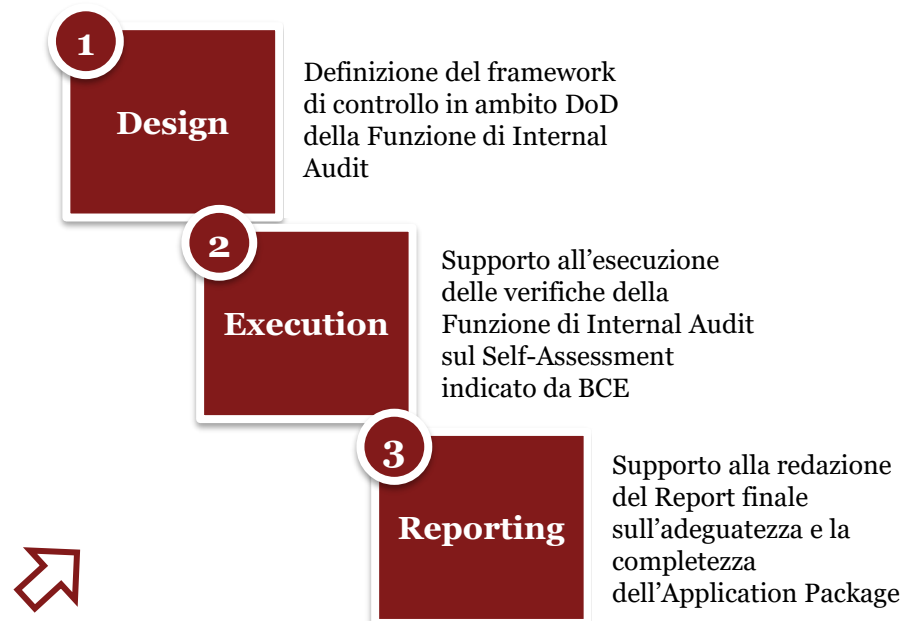 1
Design
Definizione del framework
di controllo in ambito DoD
della Funzione di Internal
Audit
2
Execution
Supporto all’esecuzione
delle verifiche della
Funzione di Internal Audit
sul Self-Assessment
indicato da BCE
3
Reporting
Supporto alla redazione
del Report finale
sull’adeguatezza e la
completezza
dell’Application Package